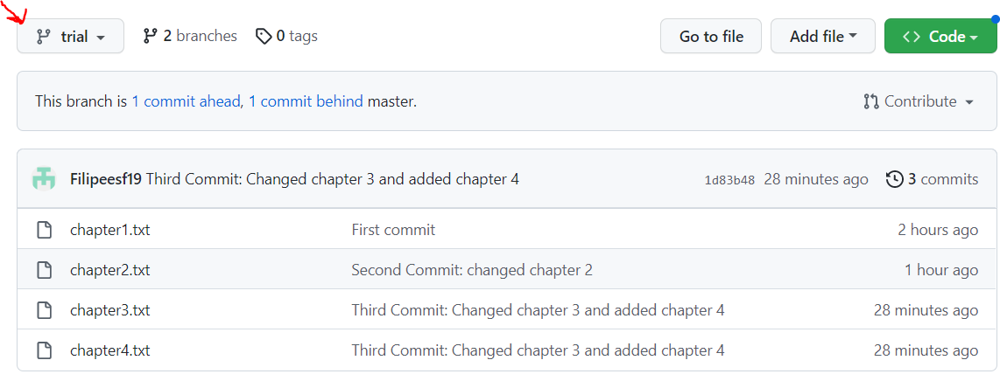 trial 2 branches 0 tags Go to file Add file Code
This branch is 1 commit ahead, 1 commit behind master. Contribute
Filipeesf19 Third Commit: Changed chapter 3 and added chapter 4 1d83b48 28 minutes ago 3 commits
chapter1.txt First commit 2 hours ago
chapter2.txt Second Commit: changed chapter 2 1 hour ago
chapter3.txt Third Commit: Changed chapter 3 and added chapter 4 28 minutes ago
chapter4.txt Third Commit: Changed chapter 3 and added chapter 4 28 minutes ago